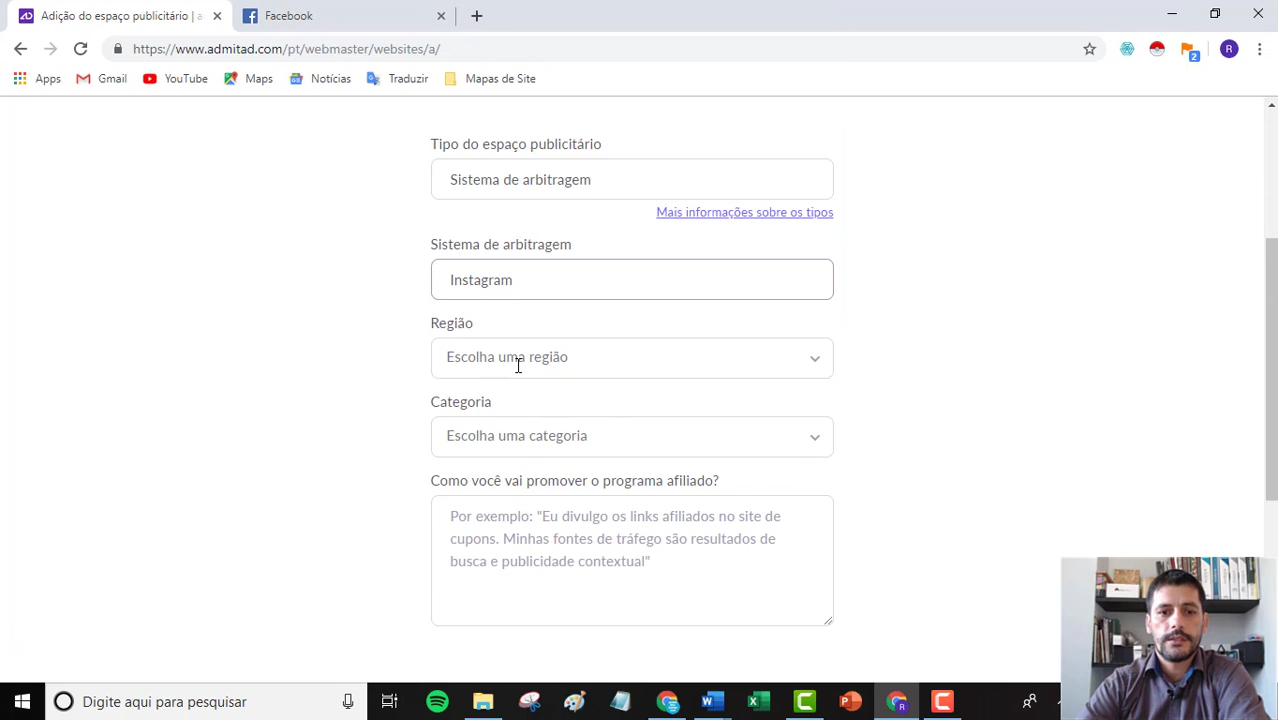 Adição do espaço publicitário | a
Facebook
https://www.admitad.com/pt/webmaster/websites/a/
R
2
Apps
Gmail
YouTube
Maps
Notícias
Traduzir
Mapas de Site
Tipo do espaço publicitário
Sistema de arbitragem
Mais informações sobre os tipos
Sistema de arbitragem
Instagram
Região
Escolha uma região
Categoria
Escolha uma categoria
Como você vai promover o programa afiliado?
Por exemplo: "Eu divulgo os links afiliados no site de
cupons. Minhas fontes de tráfego são resultados de
busca e publicidade contextual"
Digite aqui para pesquisar